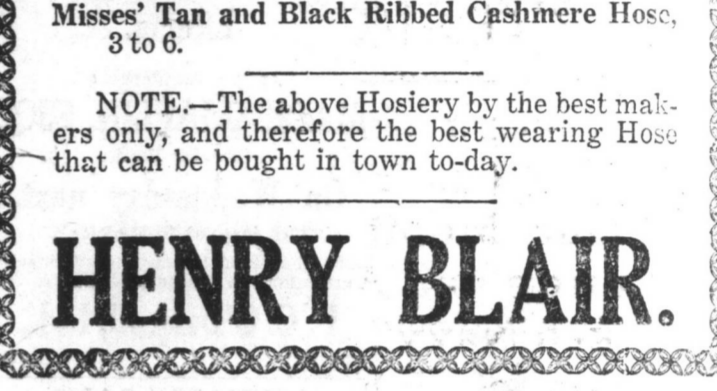 Misses' Tan and Black Ribbed Cashmere Hose,
3 to 6.
NOTE.—The above Hosiery by the best mak-
ers only, and therefore the best wearing Hose
that can be bought in town to-day.
HENRY BLAIR.